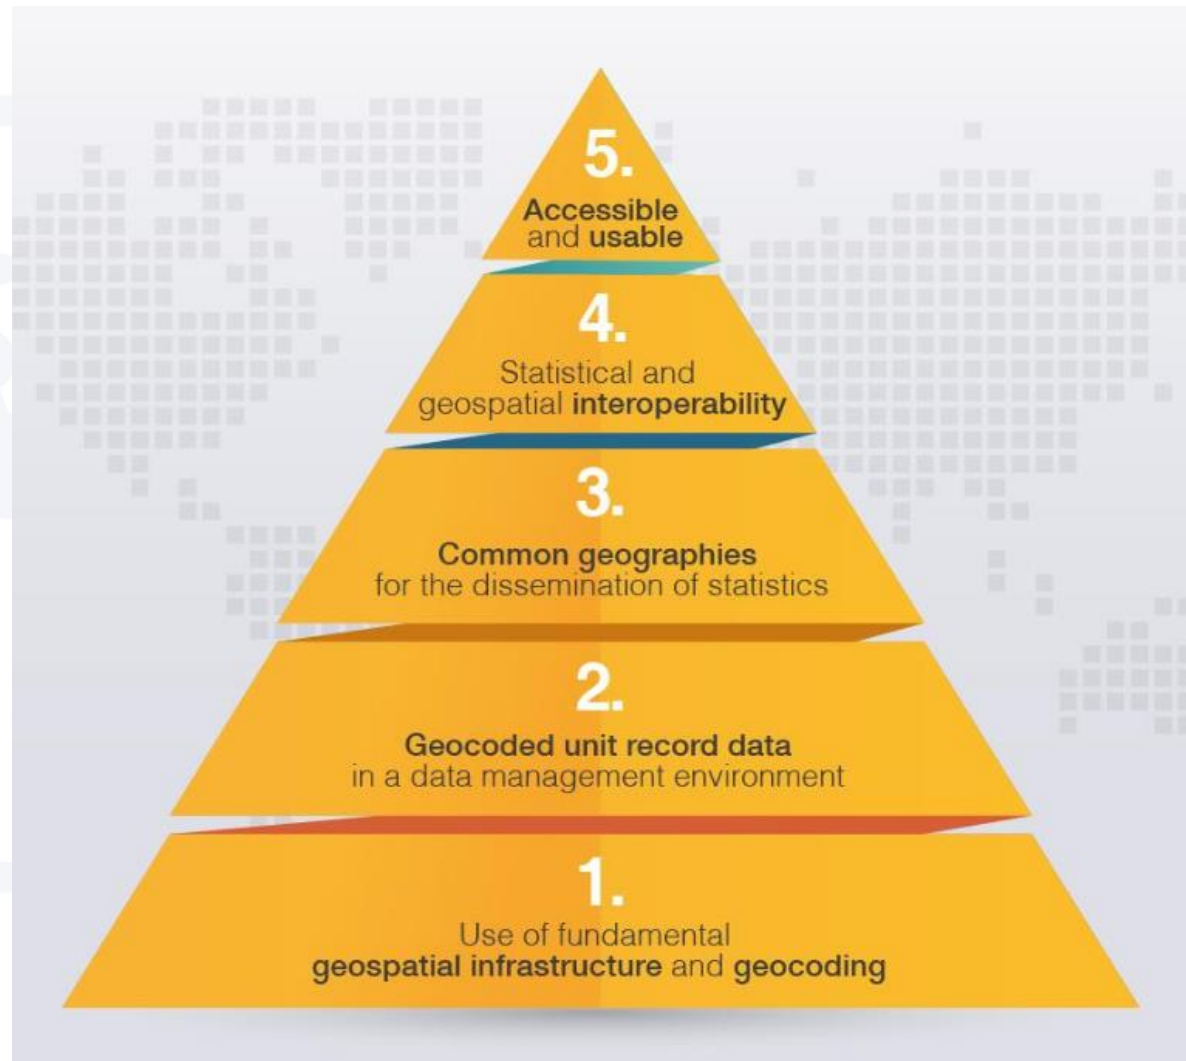 5.
Accessible
and usable
4.
Statistical and
geospatial interoperability
3.
Common geographies
for the dissemination of statistics
2.
Geocoded unit record data
in a data management environment
1.
Use of fundamental
geospatial infrastructure and geocoding